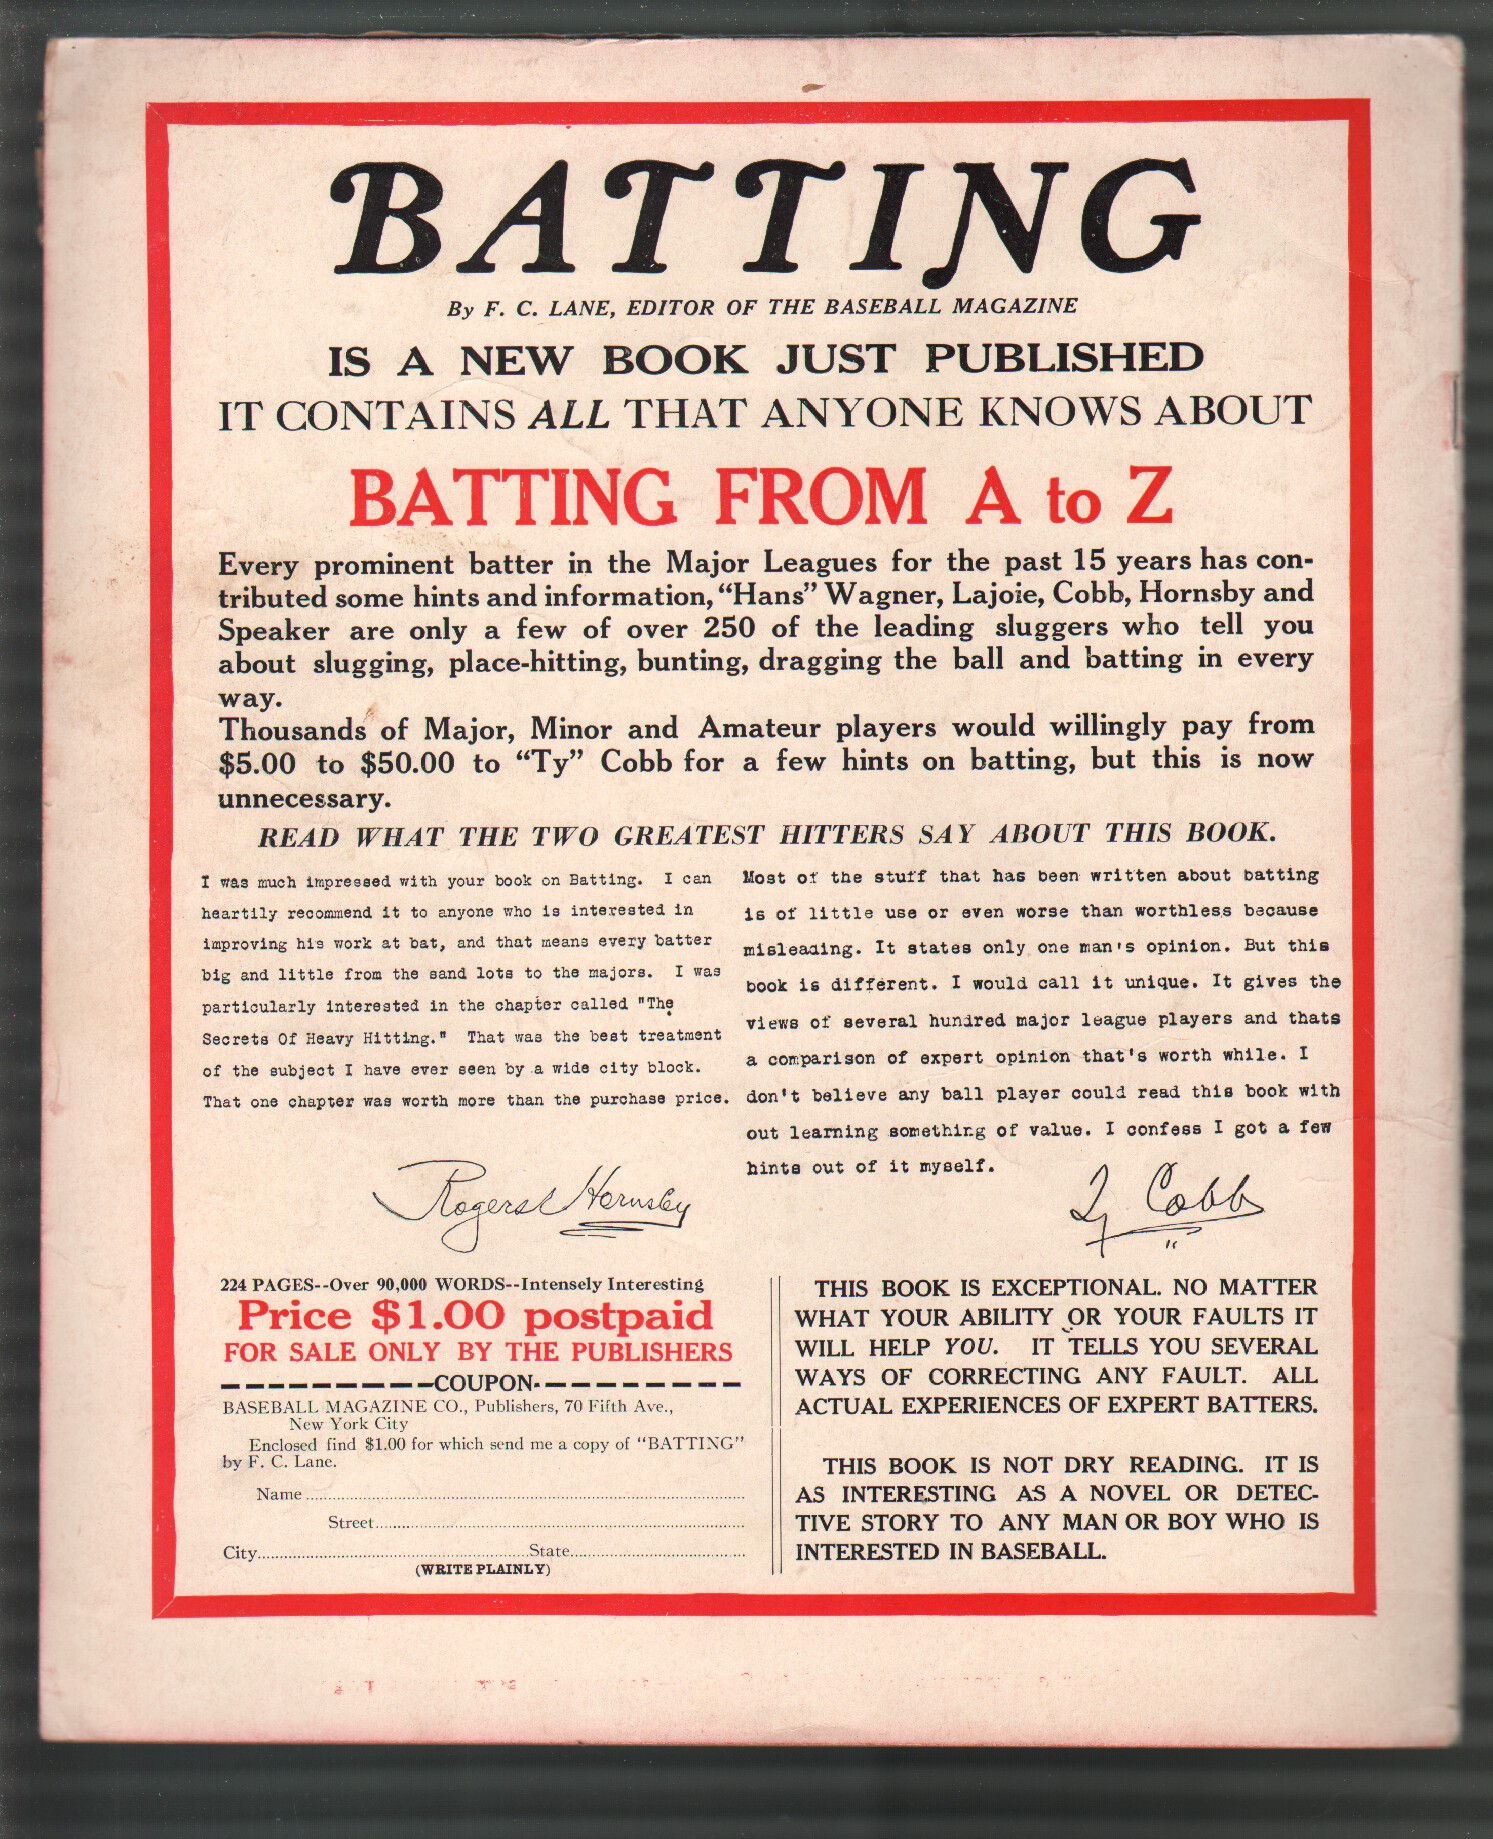 BATTING
By F. C. LANE, EDITOR OF THE BASEBALL MAGAZINE
IS A NEW BOOK JUST PUBLISHED
IT CONTAINS ALL THAT ANYONE KNOWS ABOUT
BATTING FROM A to Z
Every prominent batter in the Major Leagues for the past 15 years has con-
tributed some hints and information, "Hans" Wagner, Lajoie, Cobb, Hornsby and
Speaker are only a few of over 250 of the leading sluggers who tell you
about slugging, place-hitting, bunting, dragging the ball and batting in every
way.
Thousands of Major, Minor and Amateur players would willingly pay from
$5.00 to $50.00 to "Ty" Cobb for a few hints on batting, but this is now
unnecessary.
READ WHAT THE TWO GREATEST HITTERS SAY ABOUT THIS BOOK.
I was much impressed with your book on Batting. I can
heartily recommend it to anyone who is interested in
improving his work at bat, and that means every batter
big and little from the sand lots to the majors. I was
particularly interested in the chapter called "The
Secrets Of Heavy Hitting." That was the best treatment
of the subject I have ever seen by a wide city block.
That one chapter was worth more than the purchase price.
Rogers Hornsby
Most of the stuff that has been written about batting
is of little use or even worse than worthless because
misleading. It states only one man's opinion. But this
book is different. I would call it unique. It gives the
views of several hundred major league players and thats
a comparison of expert opinion that's worth while. I
don't believe any ball player could read this book with
out learning something of value. I confess I got a few
hints out of it myself.
Ty Cobb
224 PAGES--Over 90,000 WORDS--Intensely Interesting
Price $1.00 postpaid
FOR SALE ONLY BY THE PUBLISHERS
COUPON
BASEBALL MAGAZINE CO., Publishers, 70 Fifth Ave.,
New York City
Enclosed find $1.00 for which send me a copy of "BATTING"
by F. C. Lane.
Name
Street
City State
(WRITE PLAINLY)
THIS BOOK IS EXCEPTIONAL. NO MATTER
WHAT YOUR ABILITY OR YOUR FAULTS IT
WILL HELP YOU. IT TELLS YOU SEVERAL
WAYS OF CORRECTING ANY FAULT. ALL
ACTUAL EXPERIENCES OF EXPERT BATTERS.
THIS BOOK IS NOT DRY READING. IT IS
AS INTERESTING AS A NOVEL OR DETEC-
TIVE STORY TO ANY MAN OR BOY WHO IS
INTERESTED IN BASEBALL.